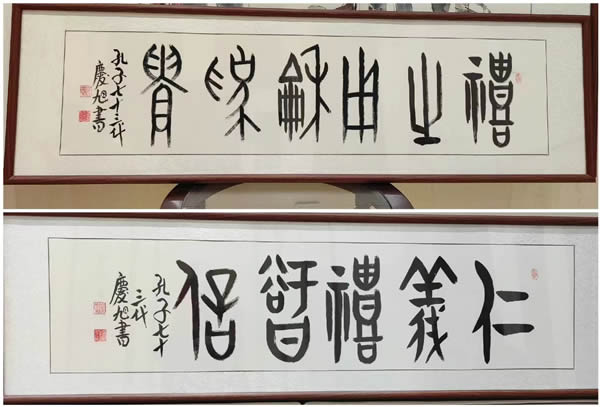 禮之用龢為貴
孔子七十三代
慶旭書
仁義禮智信
孔子七十
三代
慶旭書